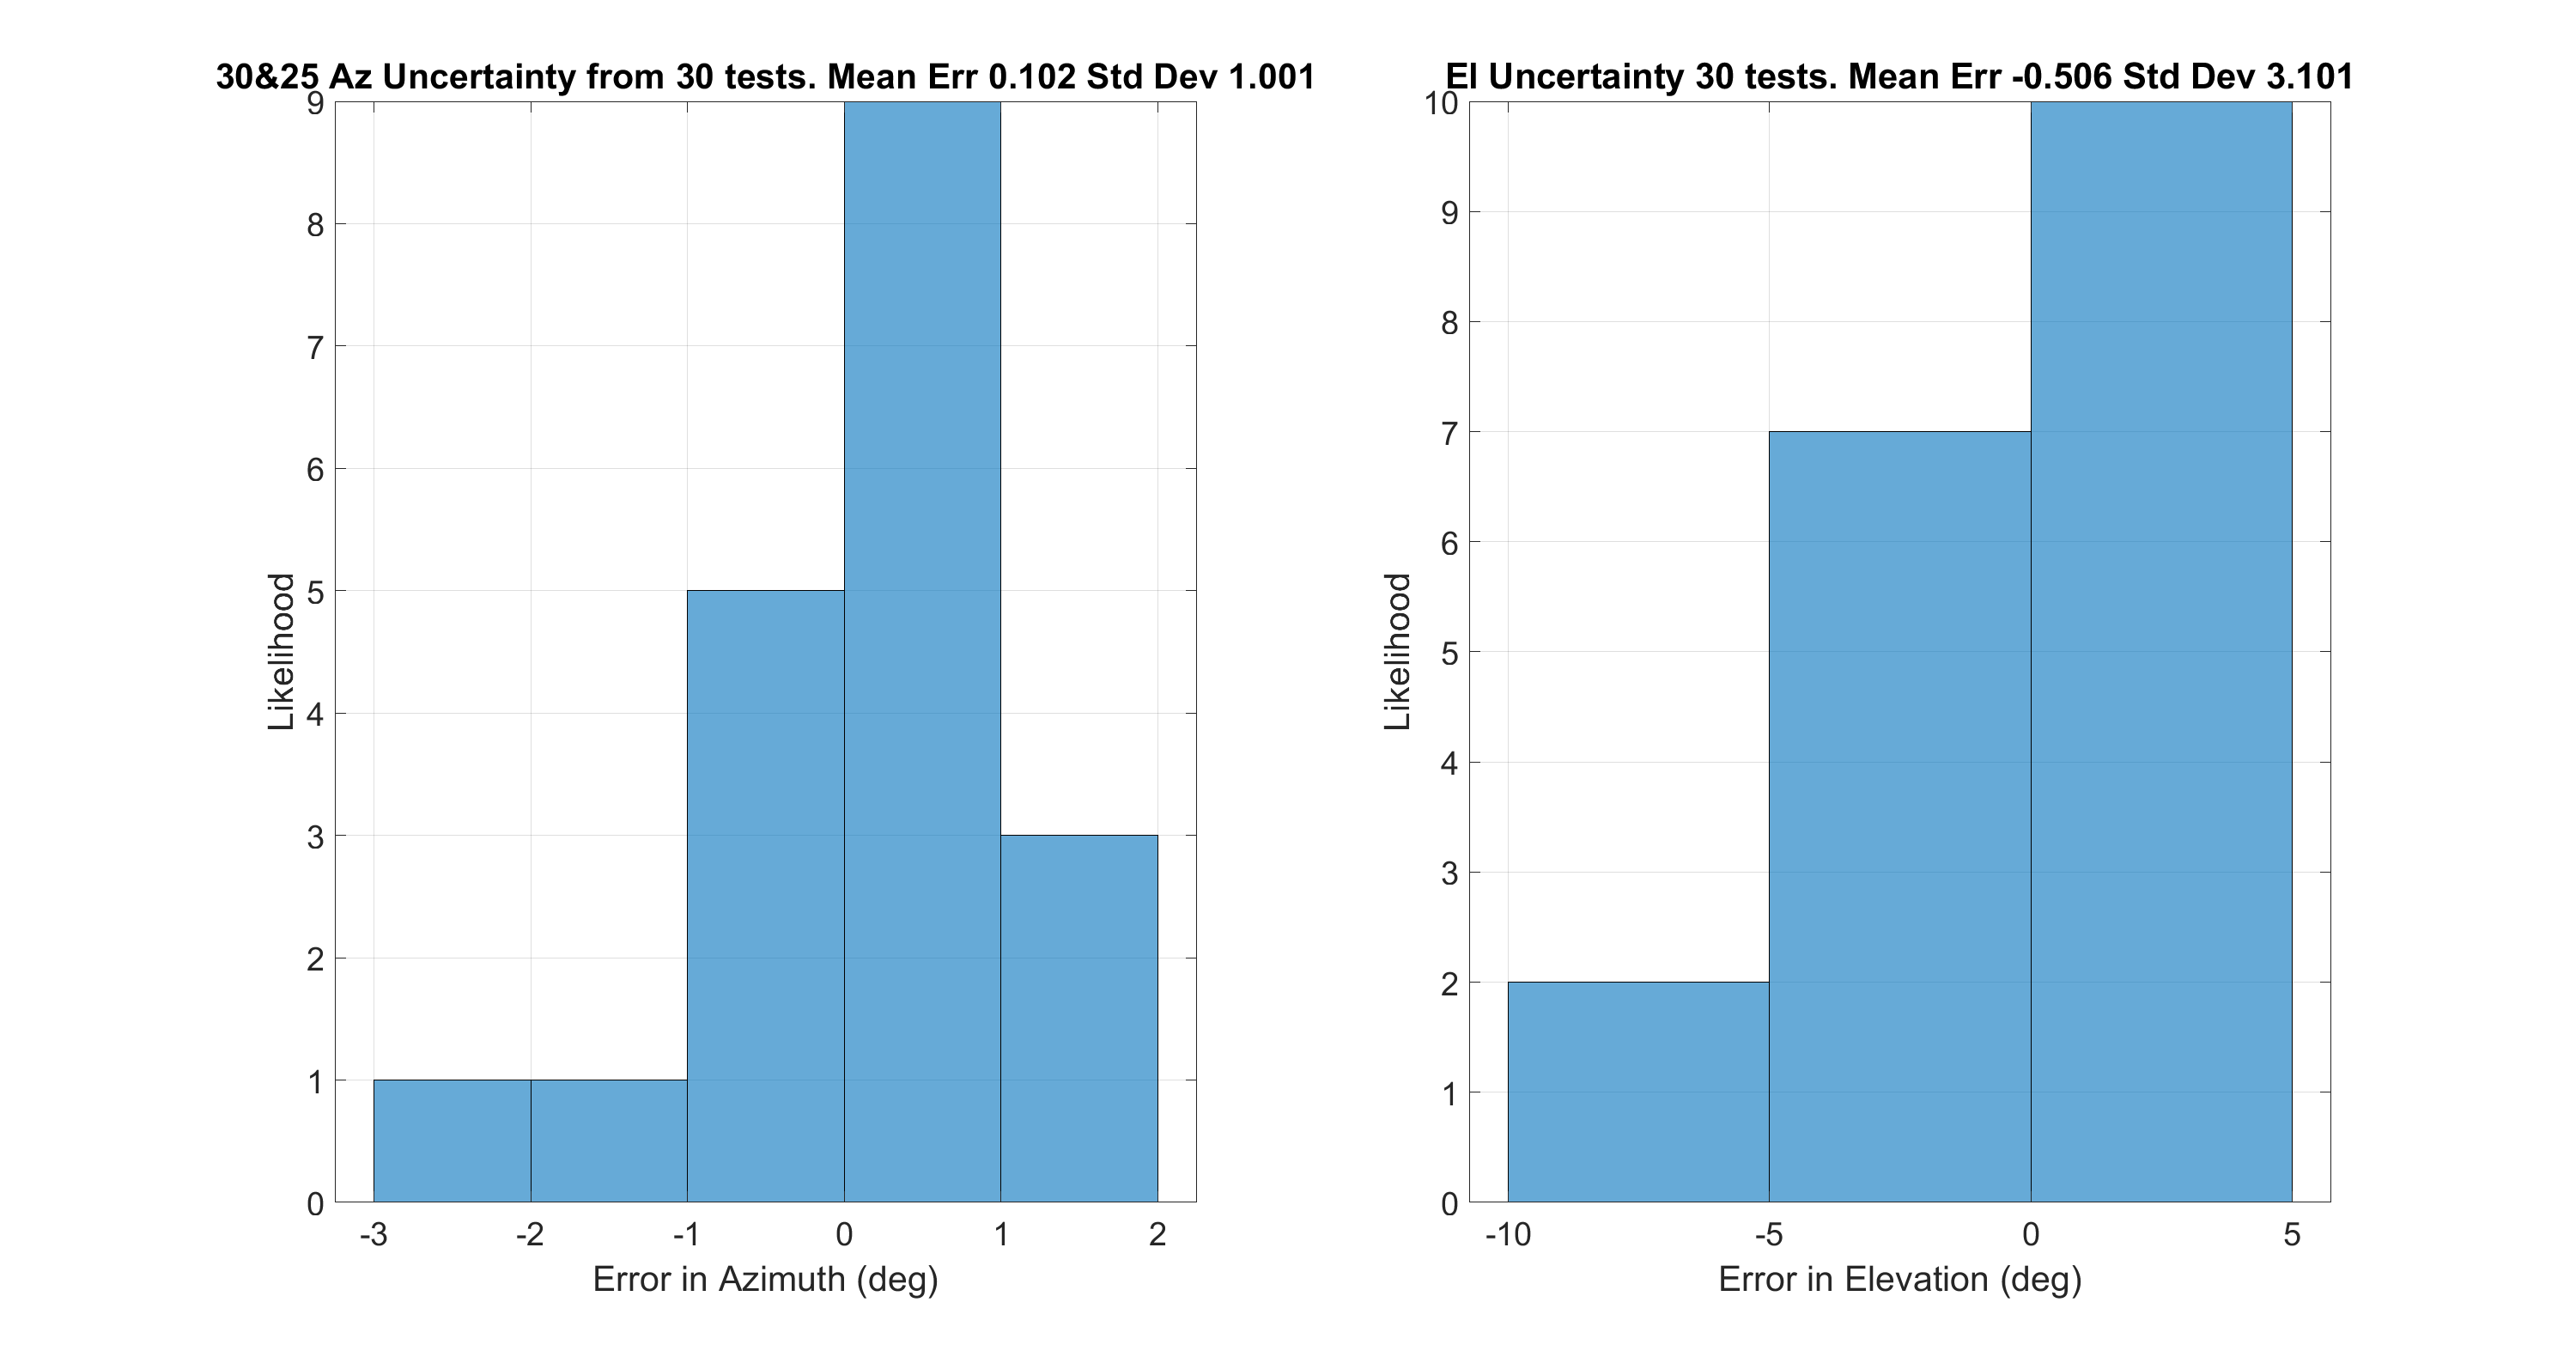 30&25 Az Uncertainty from 30 tests. Mean Err 0.102 Std Dev 1.001
9
8
7
6
5
4
3
2
1
0
Likelihood
-3 -2 -1 0 1 2
Error in Azimuth (deg)
El Uncertainty 30 tests. Mean Err -0.506 Std Dev 3.101
10
9
8
7
6
5
4
3
2
1
0
Likelihood
-10 -5 0 5
Error in Elevation (deg)